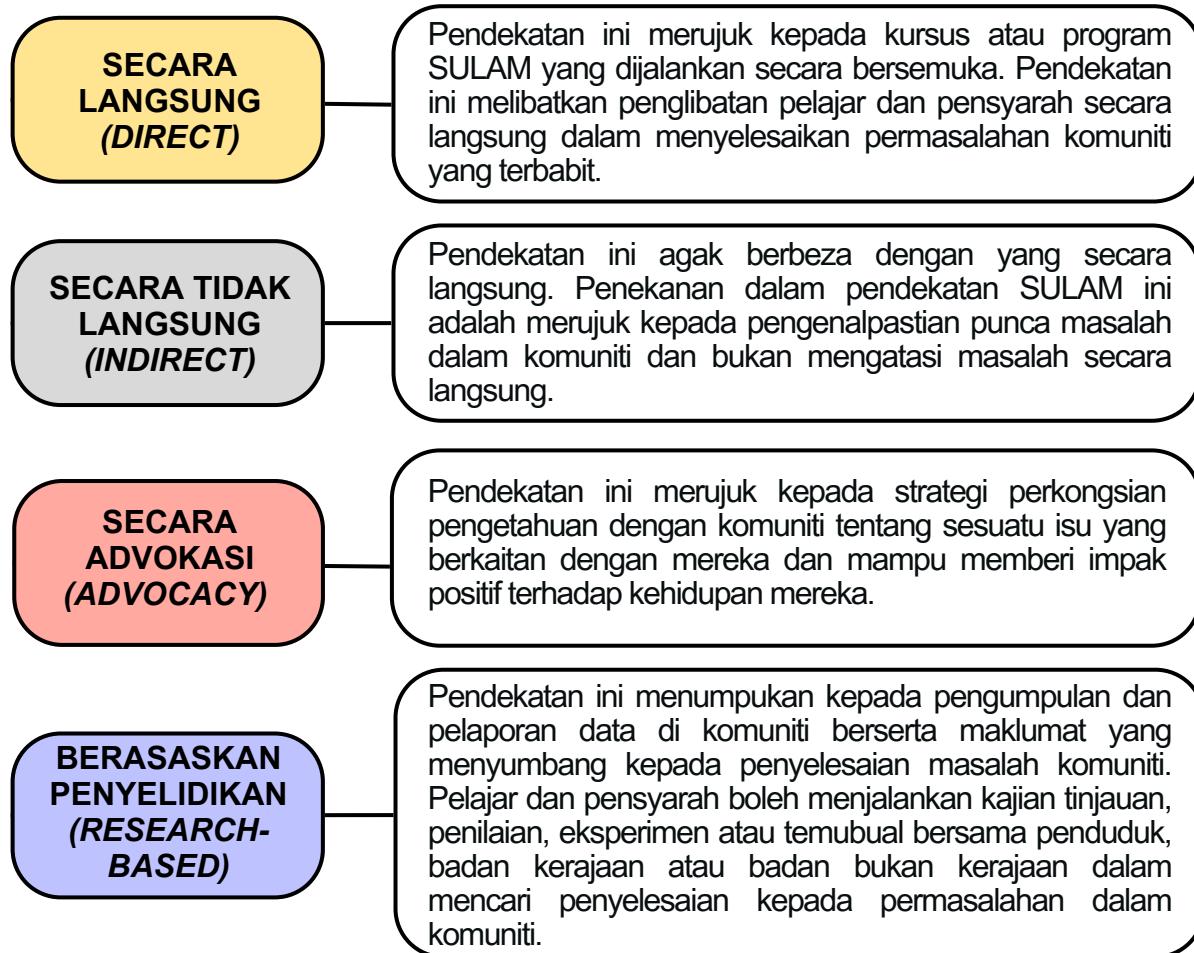 SECARA
LANGSUNG
(DIRECT)
Pendekatan ini merujuk kepada kursus atau program
SULAM yang dijalankan secara bersemuka. Pendekatan
ini melibatkan penglibatan pelajar dan pensyarah secara
langsung dalam menyelesaikan permasalahan komuniti
yang terbabit.
SECARA TIDAK
LANGSUNG
(INDIRECT)
Pendekatan ini agak berbeza dengan yang secara
langsung. Penekanan dalam pendekatan SULAM ini
adalah merujuk kepada pengenalpastian punca masalah
dalam komuniti dan bukan mengatasi masalah secara
langsung.
SECARA
ADVOKASI
(ADVOCACY)
Pendekatan ini merujuk kepada strategi perkongsian
pengetahuan dengan komuniti tentang sesuatu isu yang
berkaitan dengan mereka dan mampu memberi impak
positif terhadap kehidupan mereka.
BERASASKAN
PENYELIDIKAN
(RESEARCH-
BASED)
Pendekatan ini menumpukan kepada pengumpulan dan
pelaporan data di komuniti berserta maklumat yang
menyumbang kepada penyelesaian masalah komuniti.
Pelajar dan pensyarah boleh menjalankan kajian tinjauan,
penilaian, eksperimen atau temubual bersama penduduk,
badan kerajaan atau badan bukan kerajaan dalam
mencari penyelesaian kepada permasalahan dalam
komuniti.